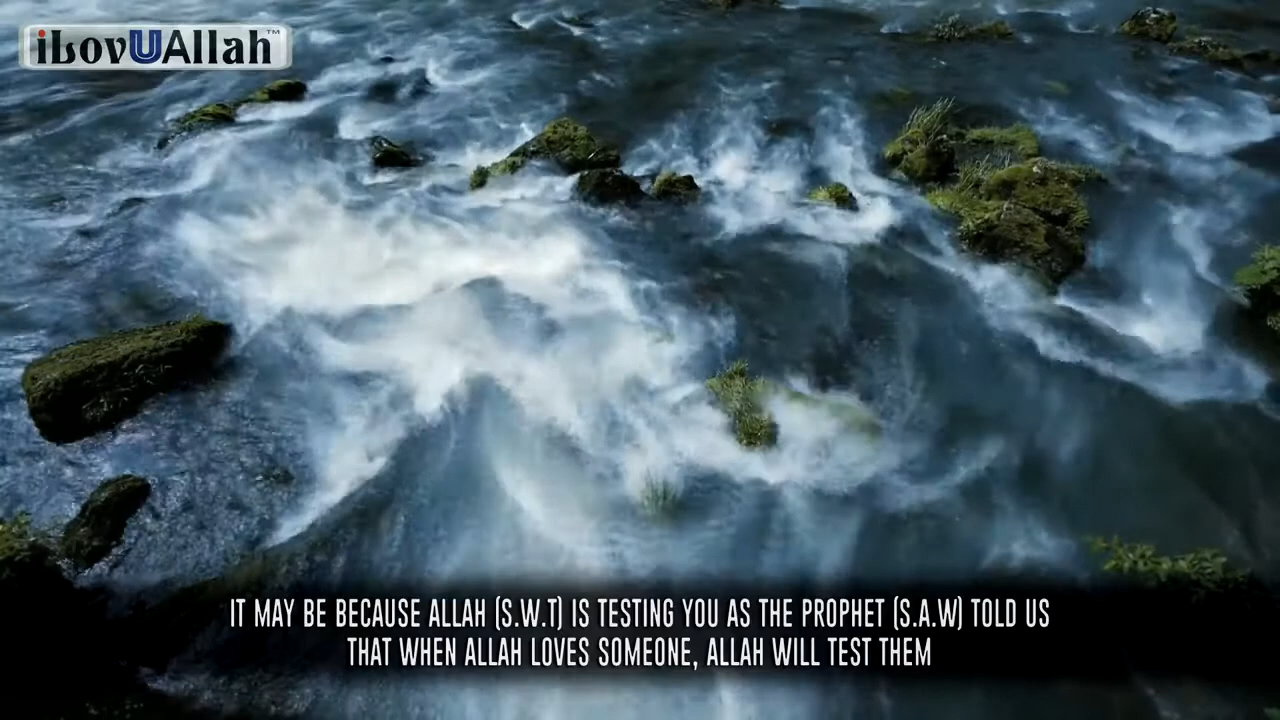 iLovUAllah™
IT MAY BE BECAUSE ALLAH (S.W.T) IS TESTING YOU AS THE PROPHET (S.A.W) TOLD US
THAT WHEN ALLAH LOVES SOMEONE, ALLAH WILL TEST THEM